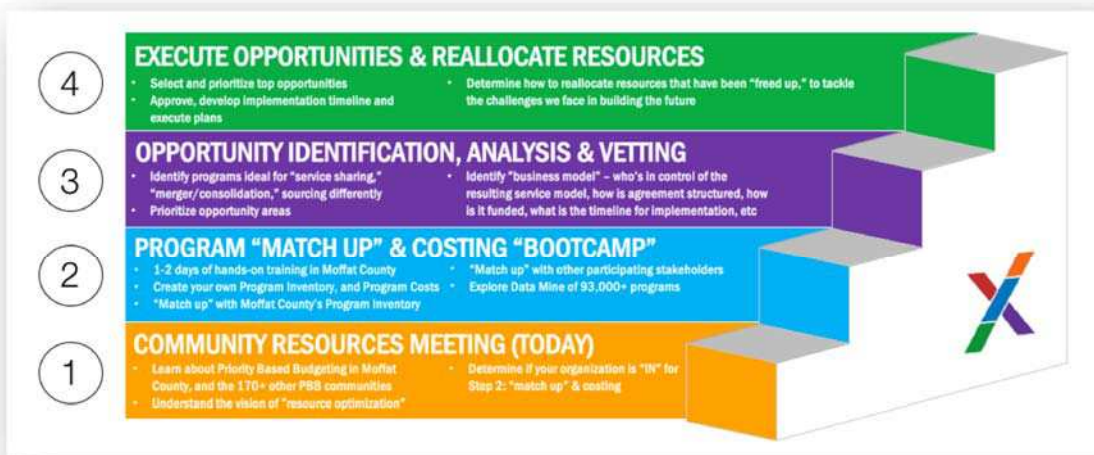 4
EXECUTE OPPORTUNITIES & REALLOCATE RESOURCES
• Select and prioritize top opportunities
• Approve, develop implementation timeline and
execute plans
• Determine how to reallocate resources that have been "freed up," to tackle
the challenges we face in building the future
3
OPPORTUNITY IDENTIFICATION, ANALYSIS & VETTING
• Identify programs ideal for "service sharing,"
"merger/consolidation," sourcing differently
• Prioritize opportunity areas
• Identify "business model" – who's in control of the
resulting service model, how is agreement structured, how
is it funded, what is the timeline for implementation, etc
2
PROGRAM "MATCH UP" & COSTING "BOOTCAMP"
• 1-2 days of hands-on training in Moffat County
• Create your own Program Inventory, and Program Costs
• "Match up" with Moffat County's Program Inventory
• "Match up" with other participating stakeholders
• Explore Data Mine of 93,000+ programs
1
COMMUNITY RESOURCES MEETING (TODAY)
• Learn about Priority Based Budgeting in Moffat
County, and the 170+ other PBB communities
• Understand the vision of "resource optimization"
• Determine if your organization is "IN" for
Step 2: "match up" & costing